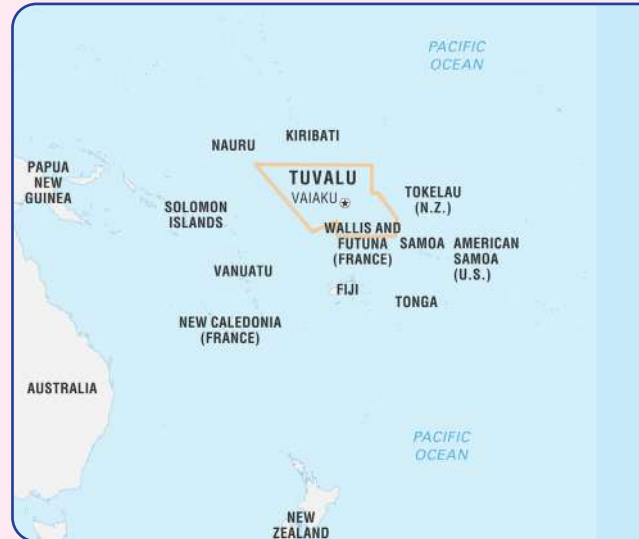 PACIFIC
OCEAN
KIRIBATI
NAURU
PAPUA
NEW
GUINEA
TUVALU
VAIAKU
TOKELAU
(N.Z.)
SOLOMON
ISLANDS
WALLIS AND
FUTUNA
(FRANCE)
SAMOA
AMERICAN
SAMOA
(U.S.)
VANUATU
FIJI
TONGA
NEW CALEDONIA
(FRANCE)
AUSTRALIA
PACIFIC
OCEAN
NEW
ZEALAND